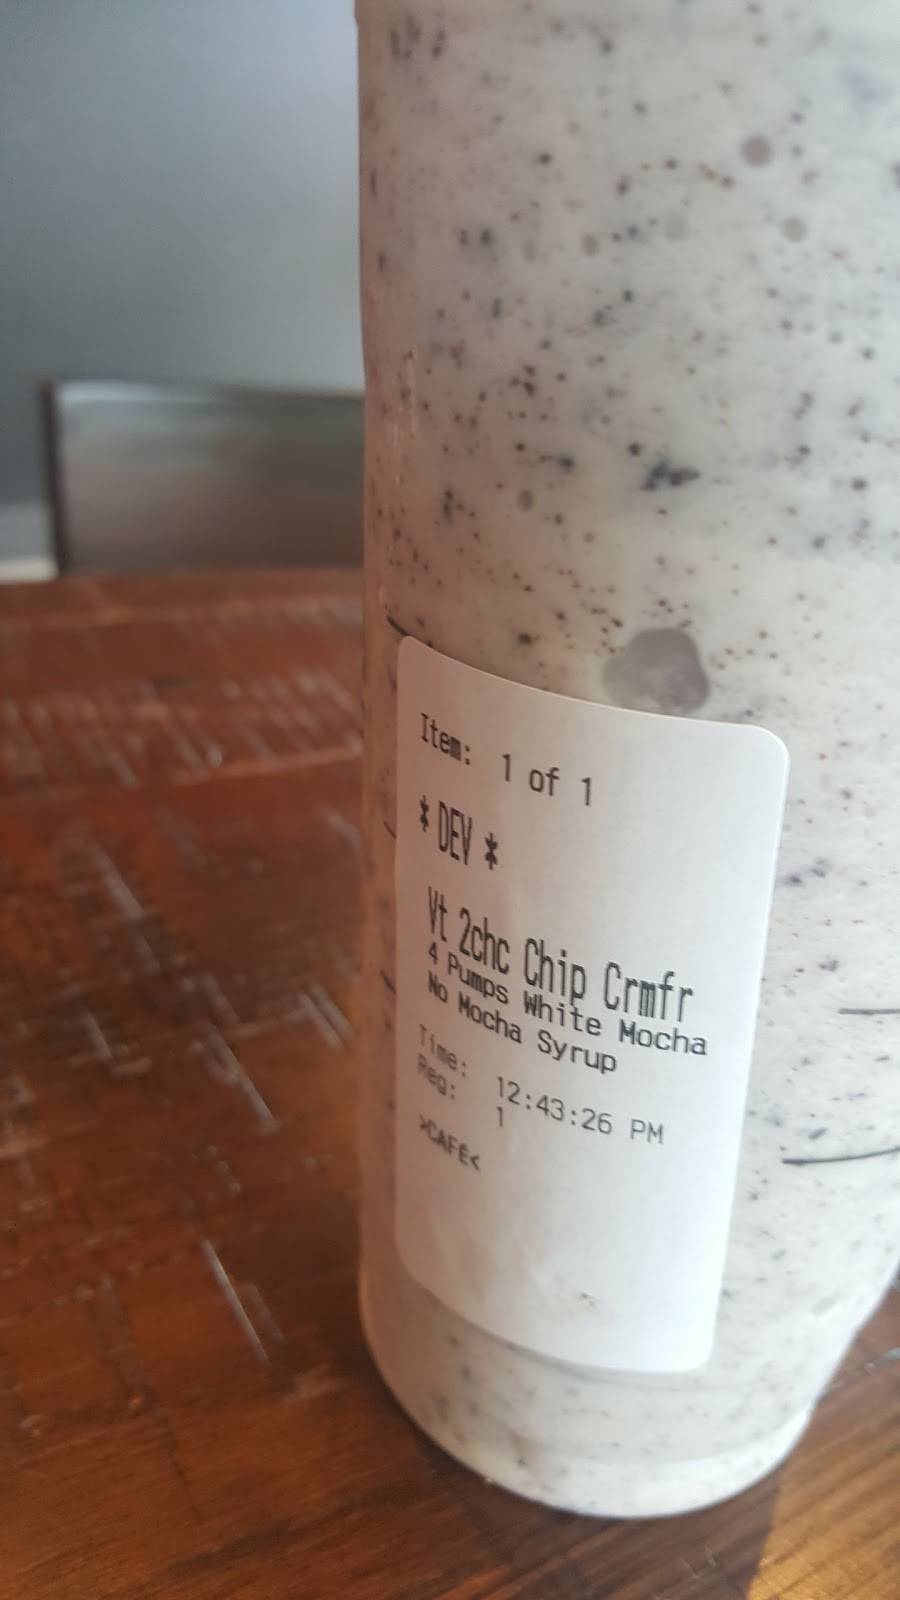 Item: 1 of 1
* DEV *
Vt 2chc Chip Crmfr
4 Pumps White Mocha
No Mocha Syrup
Time: 12:43:26 PM
Reg: 1
>CAFE<